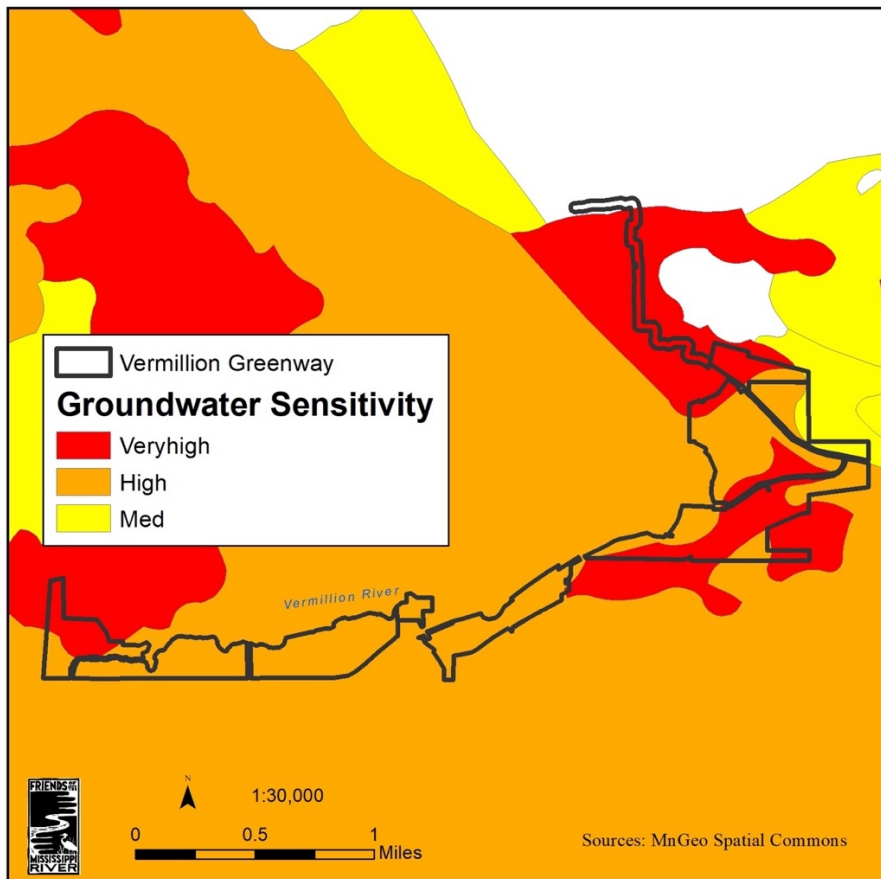 Vermillion Greenway
Groundwater Sensitivity
Veryhigh
High
Med
Vermillion River
FRIENDS OF THE
MISSISSIPPI
RIVER
N
1:30,000
0 0.5 1
Miles
Sources: MnGeo Spatial Commons